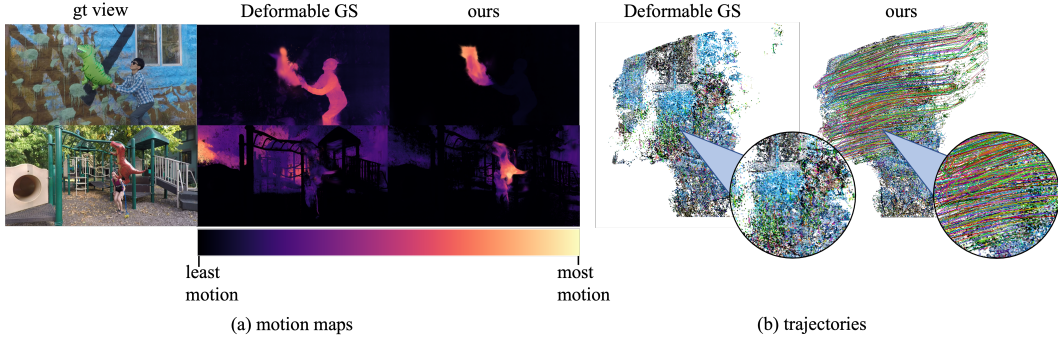 gt view
Deformable GS
ours
least
motion
most
motion
(a) motion maps
Deformable GS
ours
(b) trajectories